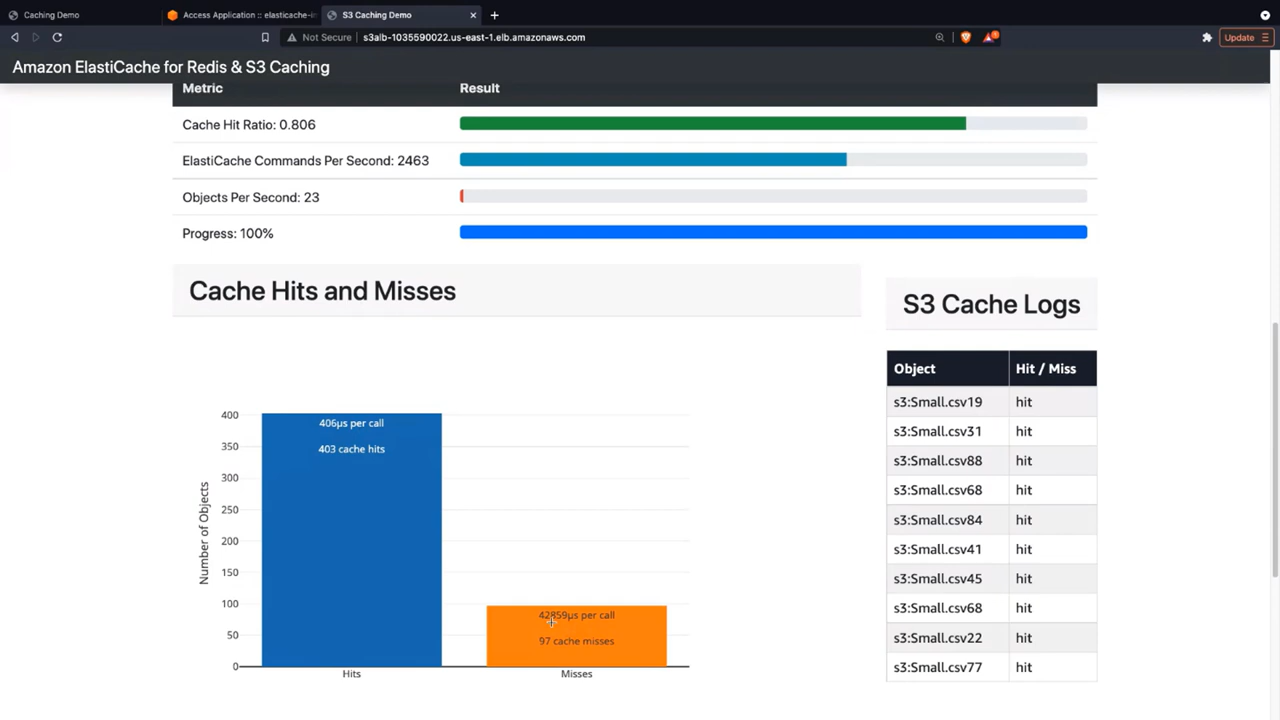 Caching Demo
Access Application :: elasticache-i
S3 Caching Demo
Not Secure
s3alb-1035590022.us-east-1.elb.amazonaws.com
1
Update
Amazon ElastiCache for Redis & S3 Caching
Metric Result
Cache Hit Ratio: 0.806
ElastiCache Commands Per Second: 2463
Objects Per Second: 23
Progress: 100%
Cache Hits and Misses
400
350
300
250
200
150
100
50
0
Number of Objects
406µs per call
403 cache hits
42859µs per call
97 cache misses
Hits
Misses
S3 Cache Logs
Object Hit / Miss
s3:Small.csv19 hit
s3:Small.csv31 hit
s3:Small.csv88 hit
s3:Small.csv68 hit
s3:Small.csv84 hit
s3:Small.csv41 hit
s3:Small.csv45 hit
s3:Small.csv68 hit
s3:Small.csv22 hit
s3:Small.csv77 hit